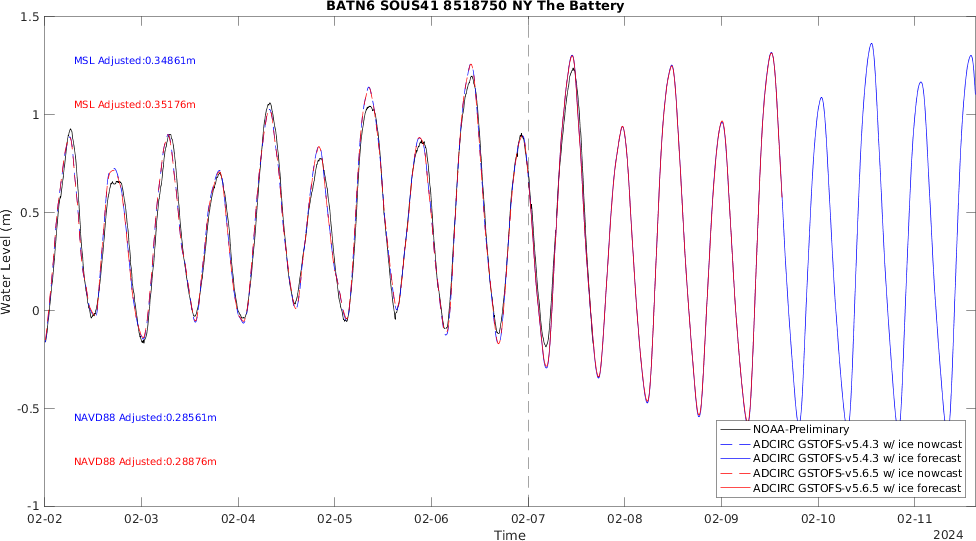 BATN6 SOUS41 8518750 NY The Battery
1.5
MSL Adjusted:0.34861m
MSL Adjusted:0.35176m
1
0.5
Water Level (m)
0
-0.5
NAVD88 Adjusted:0.28561m
NAVD88 Adjusted:0.28876m
NOAA-Preliminary
ADCIRC GSTOFS-v5.4.3 w/ ice nowcast
ADCIRC GSTOFS-v5.4.3 w/ ice forecast
ADCIRC GSTOFS-v5.6.5 w/ ice nowcast
ADCIRC GSTOFS-v5.6.5 w/ ice forecast
-1
02-02 02-03 02-04 02-05 02-06 02-07 02-08 02-09 02-10 02-11
Time
2024